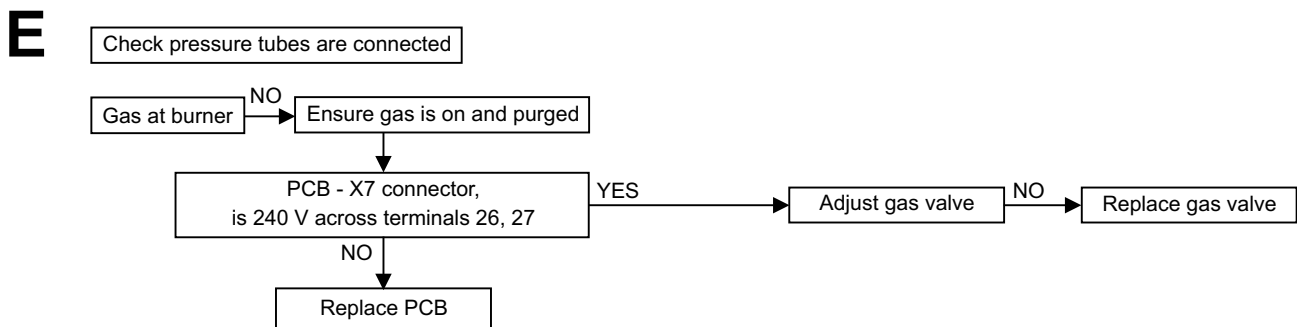 E
Check pressure tubes are connected
Gas at burner
NO
Ensure gas is on and purged
PCB - X7 connector,
is 240 V across terminals 26, 27
YES
Adjust gas valve
NO
Replace gas valve
NO
Replace PCB